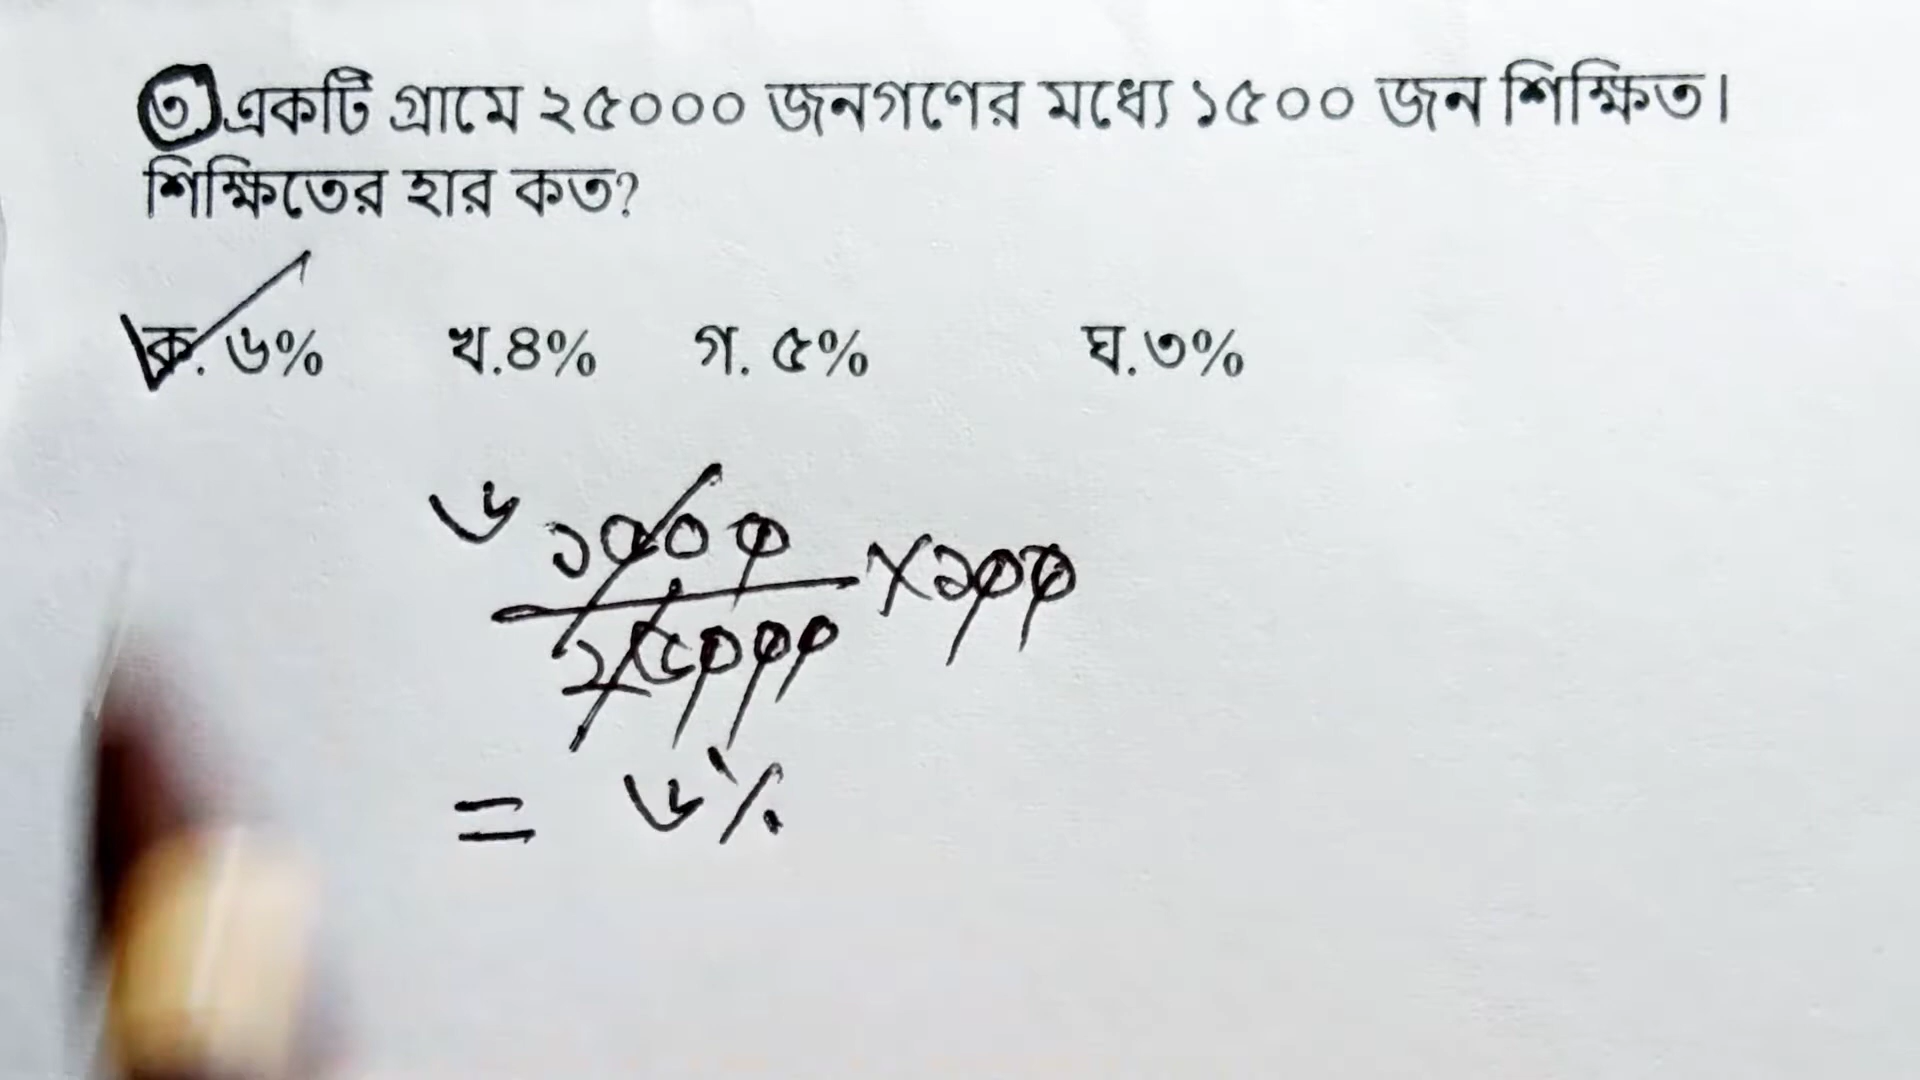 ৩) একটি গ্রামে ২৫০০০ জনগণের মধ্যে ১৫০০ জন শিক্ষিত।
শিক্ষিতের হার কত?
ক. ৬% খ.৪% গ. ৫% ঘ.৩%
৬
১৫০০
×১০০
২৫০০০
= ৬%